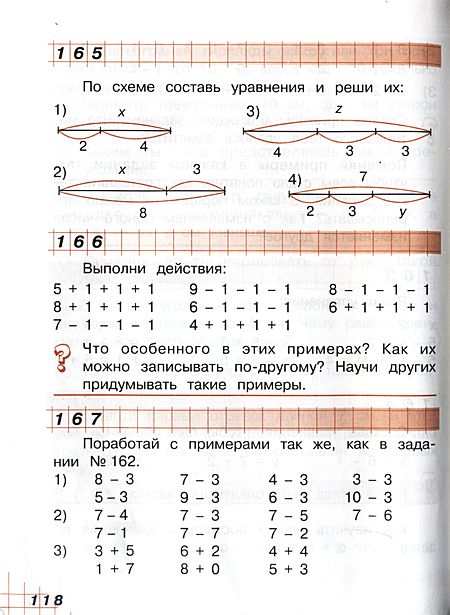 165
По схеме составь уравнения и реши их:
1) x
2 4
3) z
4 3 3
2) x 3
8
4) 7
2 3 y
166
Выполни действия:
5 + 1 + 1 + 1 9 – 1 – 1 – 1 8 – 1 – 1 – 1
8 + 1 + 1 + 1 6 – 1 – 1 – 1 6 + 1 + 1 + 1
7 – 1 – 1 – 1 4 + 1 + 1 + 1
? Что особенного в этих примерах? Как их
можно записывать по-другому? Научи других
придумывать такие примеры.
167
Поработай с примерами так же, как в зада-
нии № 162.
1) 8 – 3 7 – 3 4 – 3 3 – 3
5 – 3 9 – 3 6 – 3 10 – 3
2) 7 – 4 7 – 3 7 – 5 7 – 6
7 – 1 7 – 7 7 – 2
3) 3 + 5 6 + 2 4 + 4
1 + 7 8 + 0 5 + 3
118